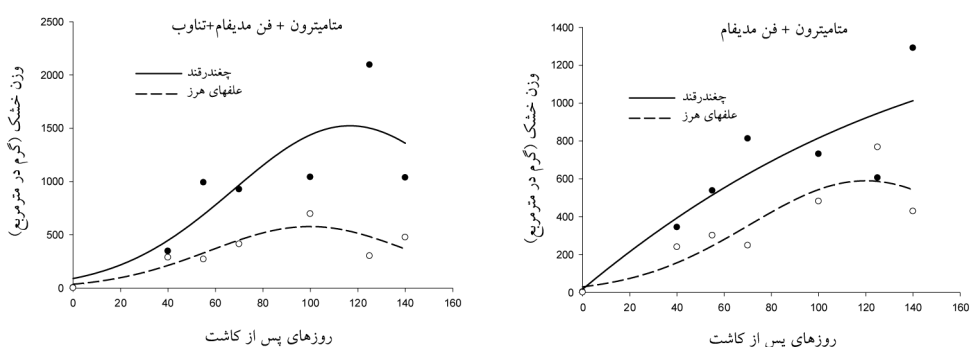 متامیترون + فن مدیفام+تناوب
چغندرقند
علفهای هرز
وزن خشک (گرم در مترمربع)
2500
2000
1500
1000
500
0
0 20 40 60 80 100 120 140 160
روزهای پس از کاشت
متامیترون + فن مدیفام
چغندرقند
علفهای هرز
وزن خشک (گرم در مترمربع)
1400
1200
1000
800
600
400
200
0
0 20 40 60 80 100 120 140 160
روزهای پس از کاشت